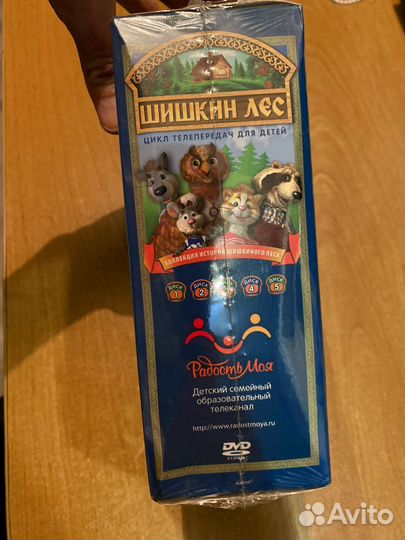 ШИШКИН ЛЕС
ЦИКЛ ТЕЛЕПЕРЕДАЧ ДЛЯ ДЕТЕЙ
КОЛЛЕКЦИЯ ИСТОРИЙ ШИШКИНОГО ЛЕСА
ДИСК 1 ДИСК 2 ДИСК 4 ДИСК 5
Радость Моя
Детский семейный
образовательный
телеканал
http://www.radostmoya.ru
DVD
VIDEO
Avito